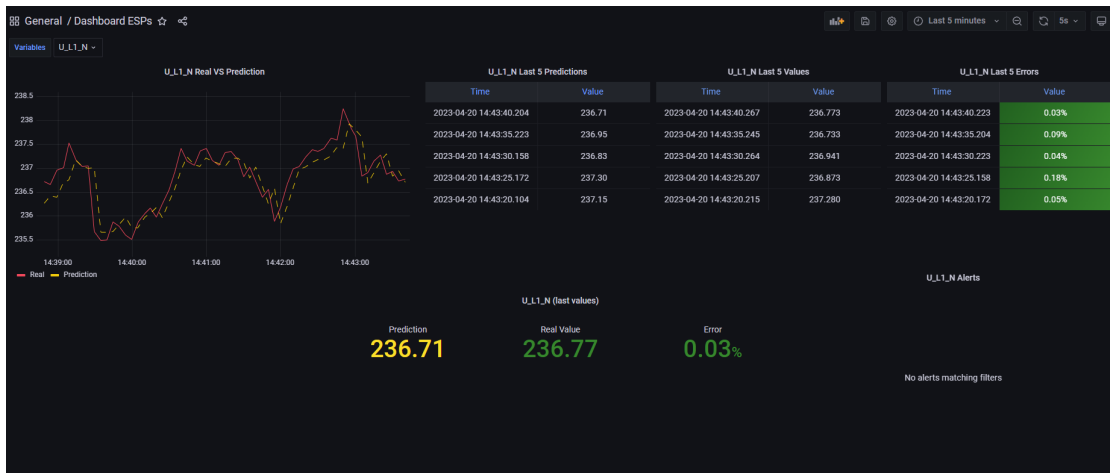 General / Dashboard ESPs
Last 5 minutes
5s
Variables U_L1_N
U_L1_N Real VS Prediction
238.5
238
237.5
237
236.5
236
235.5
14:39:00 14:40:00 14:41:00 14:42:00 14:43:00
Real Prediction
U_L1_N Last 5 Predictions
Time Value
2023-04-20 14:43:40.204 236.71
2023-04-20 14:43:35.223 236.95
2023-04-20 14:43:30.158 236.83
2023-04-20 14:43:25.172 237.30
2023-04-20 14:43:20.104 237.15
U_L1_N Last 5 Values
Time Value
2023-04-20 14:43:40.267 236.773
2023-04-20 14:43:35.245 236.733
2023-04-20 14:43:30.264 236.941
2023-04-20 14:43:25.207 236.873
2023-04-20 14:43:20.215 237.280
U_L1_N Last 5 Errors
Time Value
2023-04-20 14:43:40.223 0.03%
2023-04-20 14:43:35.204 0.09%
2023-04-20 14:43:30.223 0.04%
2023-04-20 14:43:25.158 0.18%
2023-04-20 14:43:20.172 0.05%
U_L1_N (last values)
Prediction Real Value Error
236.71 236.77 0.03%
U_L1_N Alerts
No alerts matching filters